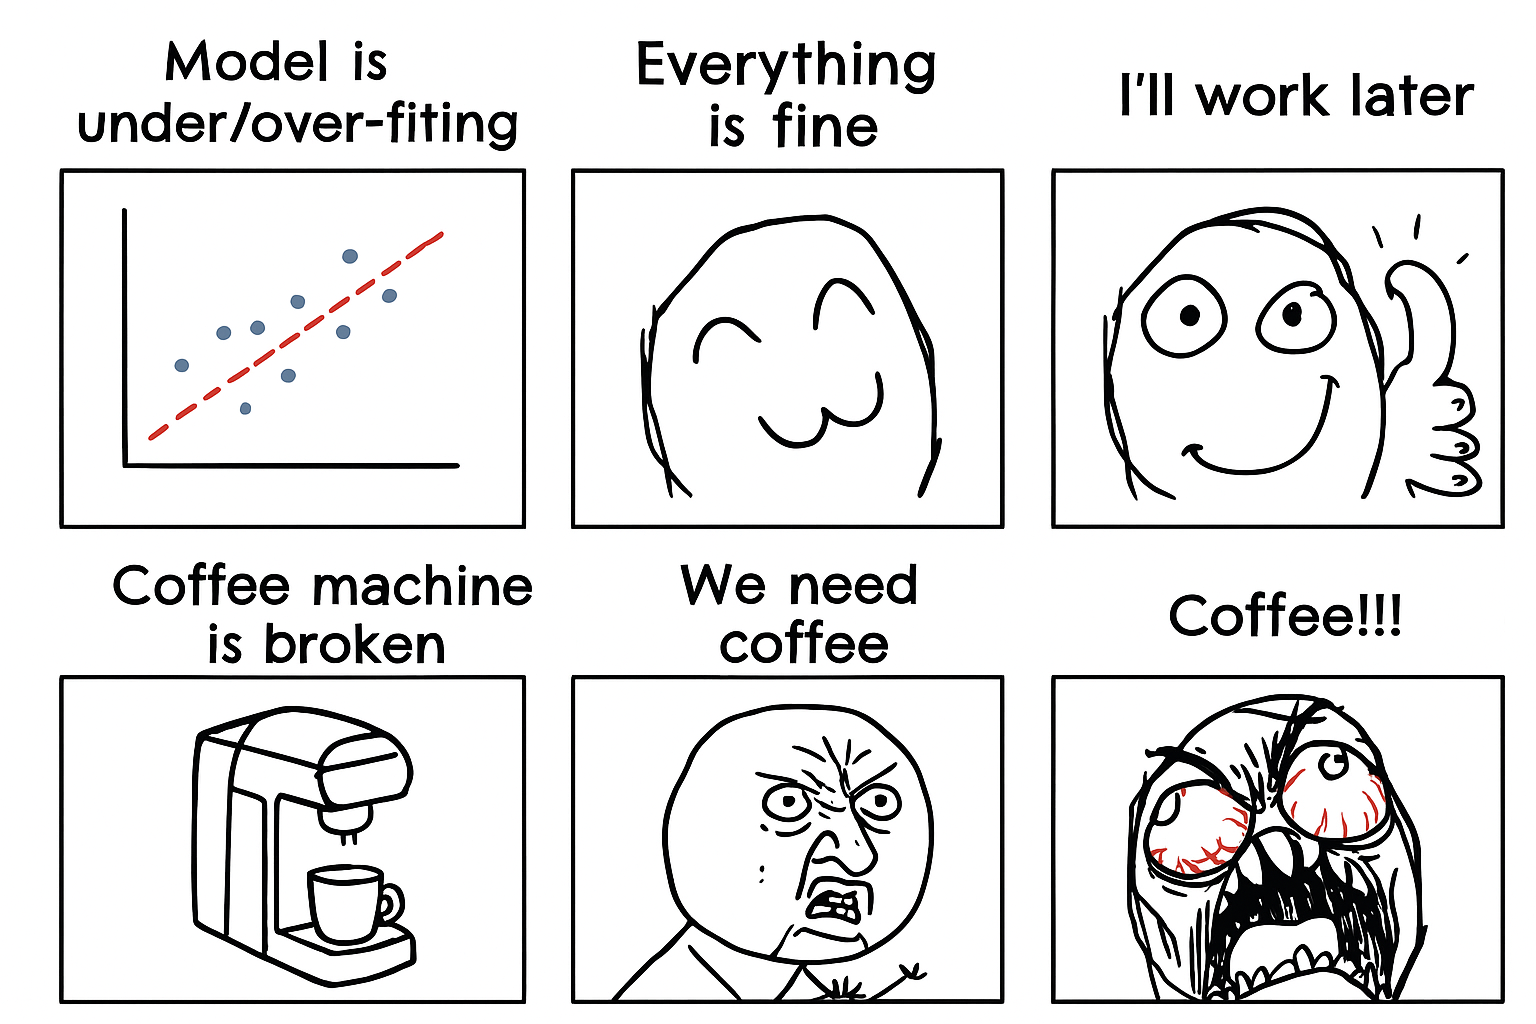 Model is
under/over-fiting
Everything
is fine
I'll work later
Coffee machine
is broken
We need
coffee
Coffee!!!